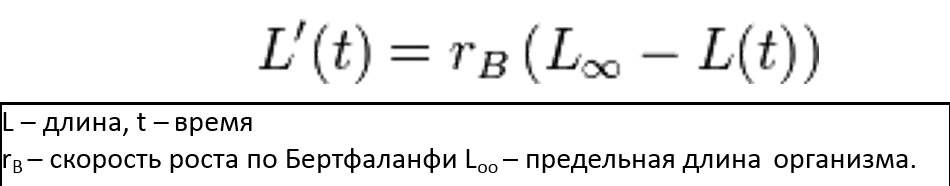 L′(t) = r_B (L_∞ − L(t))
L – длина, t – время
r_B – скорость роста по Бертфаланфи L_oo – предельная длина организма.